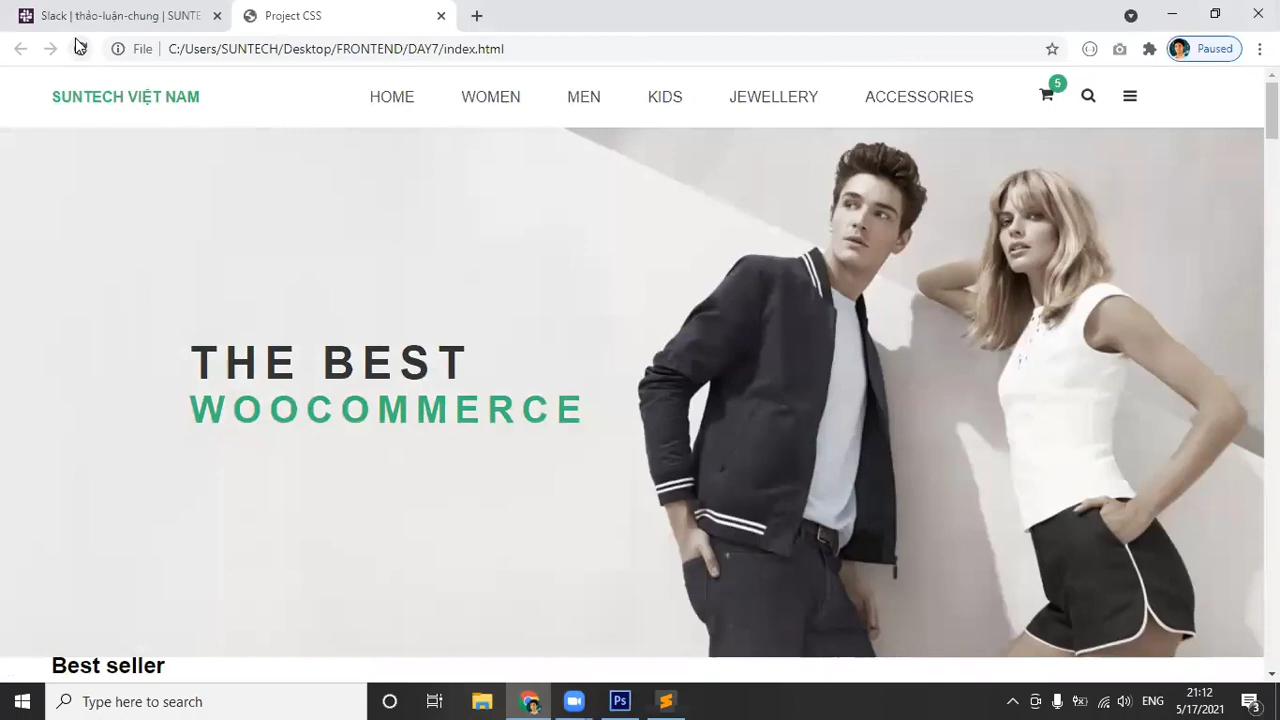 Slack | thảo-luận-chung | SUNTE
Project CSS
File
C:/Users/SUNTECH/Desktop/FRONTEND/DAY7/index.html
Paused
SUNTECH VIỆT NAM
HOME
WOMEN
MEN
KIDS
JEWELLERY
ACCESSORIES
5
THE BEST
WOOCOMMERCE
Best seller
Type here to search
Ps
ENG
21:12
5/17/2021
3